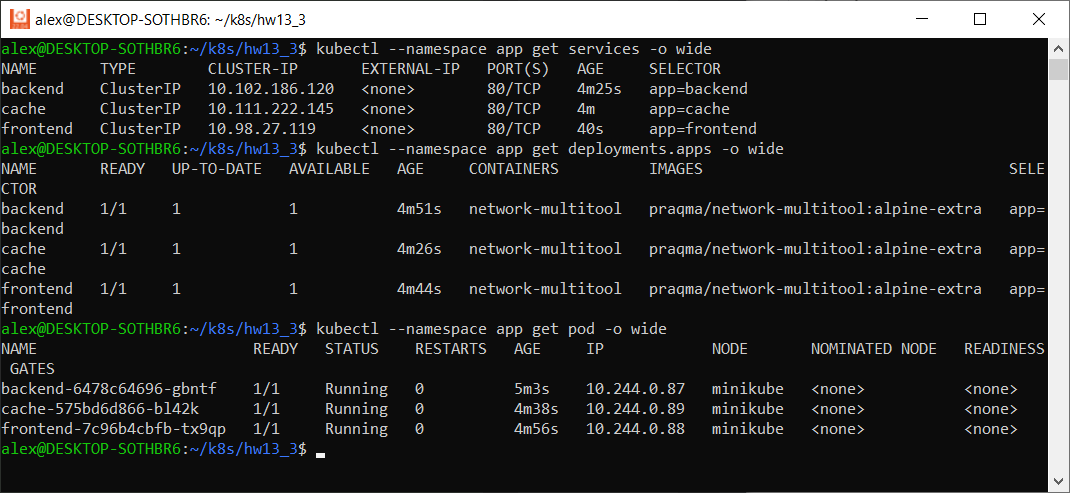 alex@DESKTOP-SOTHBR6: ~/k8s/hw13_3
alex@DESKTOP-SOTHBR6:~/k8s/hw13_3$ kubectl --namespace app get services -o wide
NAME       TYPE        CLUSTER-IP       EXTERNAL-IP   PORT(S)   AGE     SELECTOR
backend    ClusterIP   10.102.186.120   <none>        80/TCP    4m25s   app=backend
cache      ClusterIP   10.111.222.145   <none>        80/TCP    4m      app=cache
frontend   ClusterIP   10.98.27.119     <none>        80/TCP    40s     app=frontend
alex@DESKTOP-SOTHBR6:~/k8s/hw13_3$ kubectl --namespace app get deployments.apps -o wide
NAME       READY   UP-TO-DATE   AVAILABLE   AGE     CONTAINERS          IMAGES                                  SELE
CTOR
backend    1/1     1            1           4m51s   network-multitool   praqma/network-multitool:alpine-extra   app=
backend
cache      1/1     1            1           4m26s   network-multitool   praqma/network-multitool:alpine-extra   app=
cache
frontend   1/1     1            1           4m44s   network-multitool   praqma/network-multitool:alpine-extra   app=
frontend
alex@DESKTOP-SOTHBR6:~/k8s/hw13_3$ kubectl --namespace app get pod -o wide
NAME                        READY   STATUS    RESTARTS   AGE     IP            NODE       NOMINATED NODE   READINESS
 GATES
backend-6478c64696-gbntf    1/1     Running   0          5m3s    10.244.0.87   minikube   <none>           <none>
cache-575bd6d866-bl42k      1/1     Running   0          4m38s   10.244.0.89   minikube   <none>           <none>
frontend-7c96b4cbfb-tx9qp   1/1     Running   0          4m56s   10.244.0.88   minikube   <none>           <none>
alex@DESKTOP-SOTHBR6:~/k8s/hw13_3$